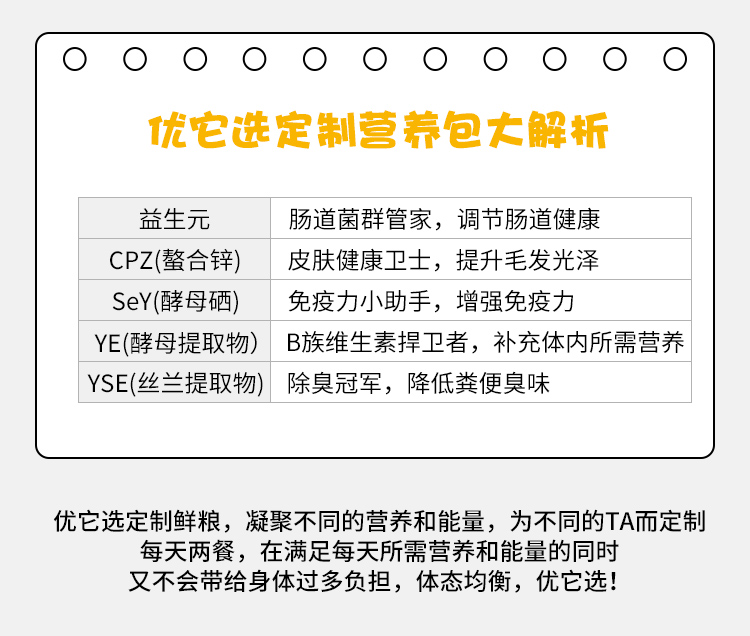 优它选定制营养包大解析
益生元 肠道菌群管家，调节肠道健康
CPZ(螯合锌) 皮肤健康卫士，提升毛发光泽
SeY(酵母硒) 免疫力小助手，增强免疫力
YE(酵母提取物） B族维生素捍卫者，补充体内所需营养
YSE(丝兰提取物) 除臭冠军，降低粪便臭味
优它选定制鲜粮，凝聚不同的营养和能量，为不同的TA而定制
每天两餐，在满足每天所需营养和能量的同时
又不会带给身体过多负担，体态均衡，优它选！